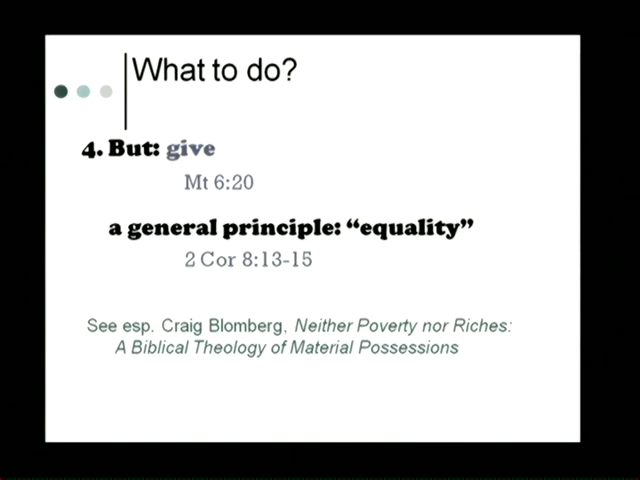 What to do?
4. But: give
Mt 6:20
a general principle: “equality”
2 Cor 8:13-15
See esp. Craig Blomberg, Neither Poverty nor Riches:
A Biblical Theology of Material Possessions